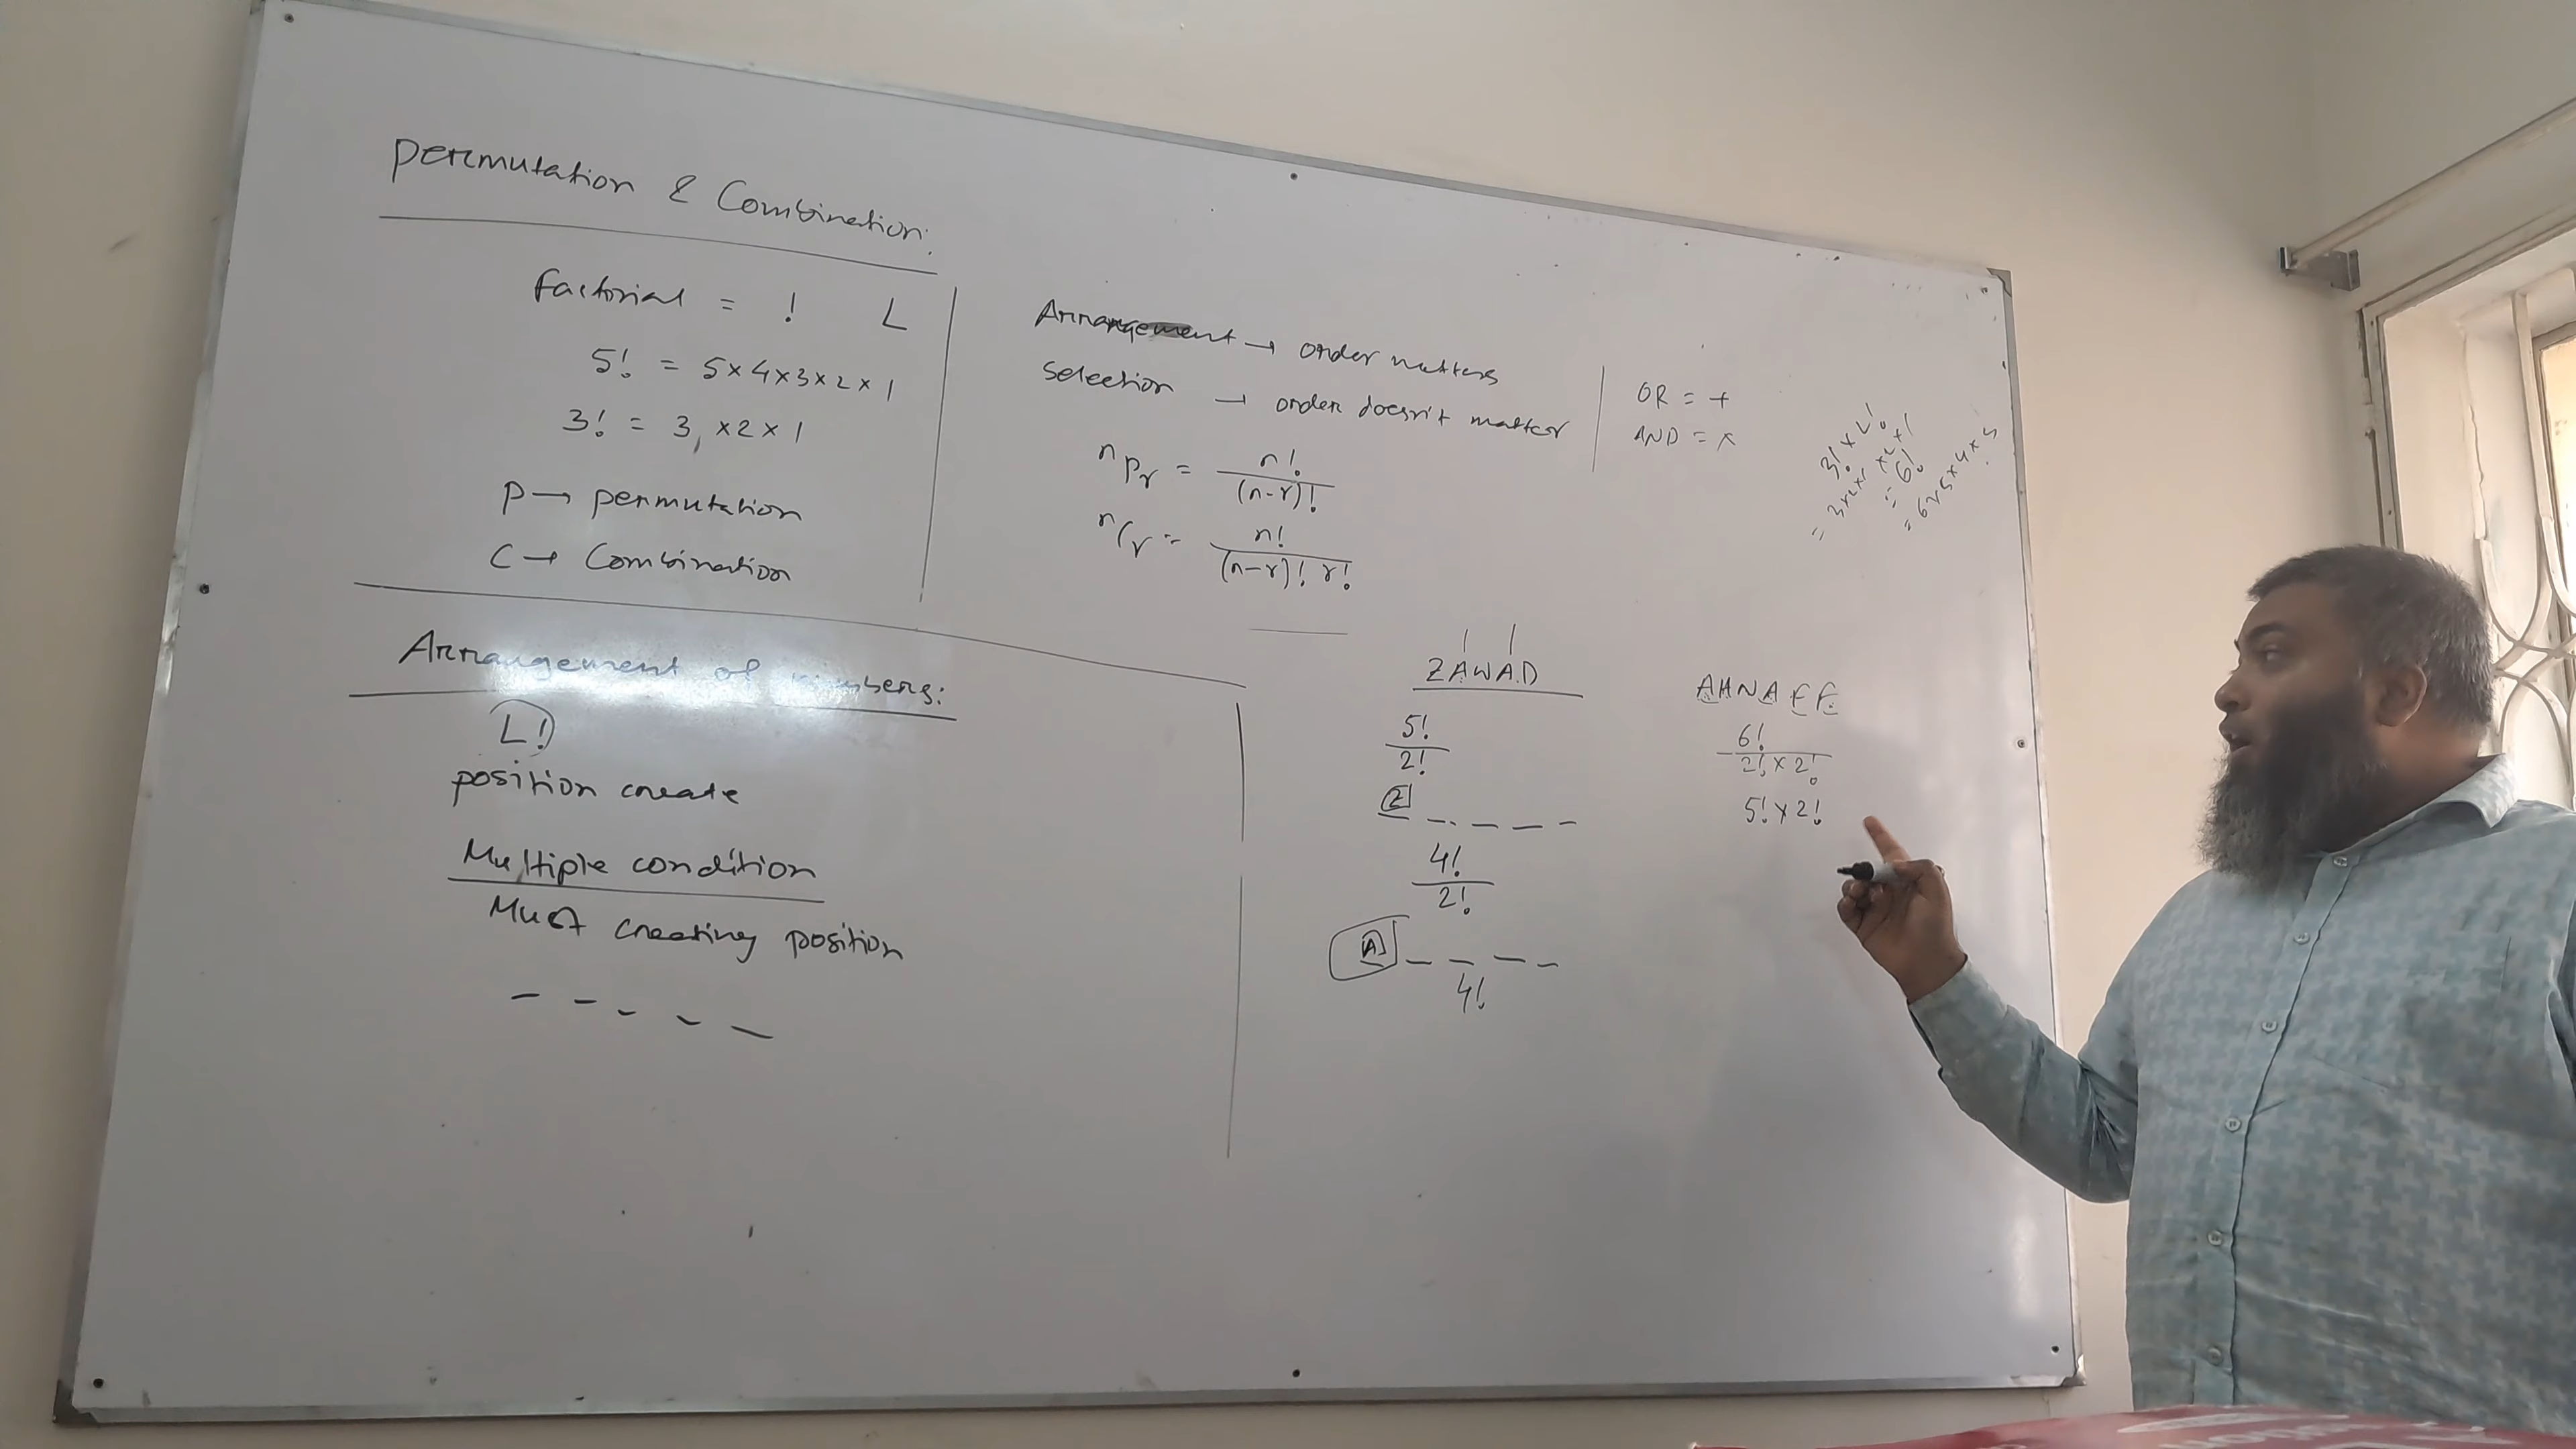 Permutation & Combination:
factorial = ! L
5! = 5×4×3×2×1
3! = 3, ×2×1
P → permutation
C → Combination
Arrangement → order matters
Selection → order doesn't matter
nPr = n! / (n-r)!
nCr = n! / (n-r)! r!
OR = +
AND = ×
3! × 2!
= 3×2×1 ×2×1
= 6!
= 6×5×4×3
Arrangement of Numbers:
L!
position create
Multiple condition
Must creating position
— — — — —
ZAWAD
5!
2!
Z — — — —
4!
2!
A — — — —
4!
AHNAFF
6!
2! × 2!
5! × 2!